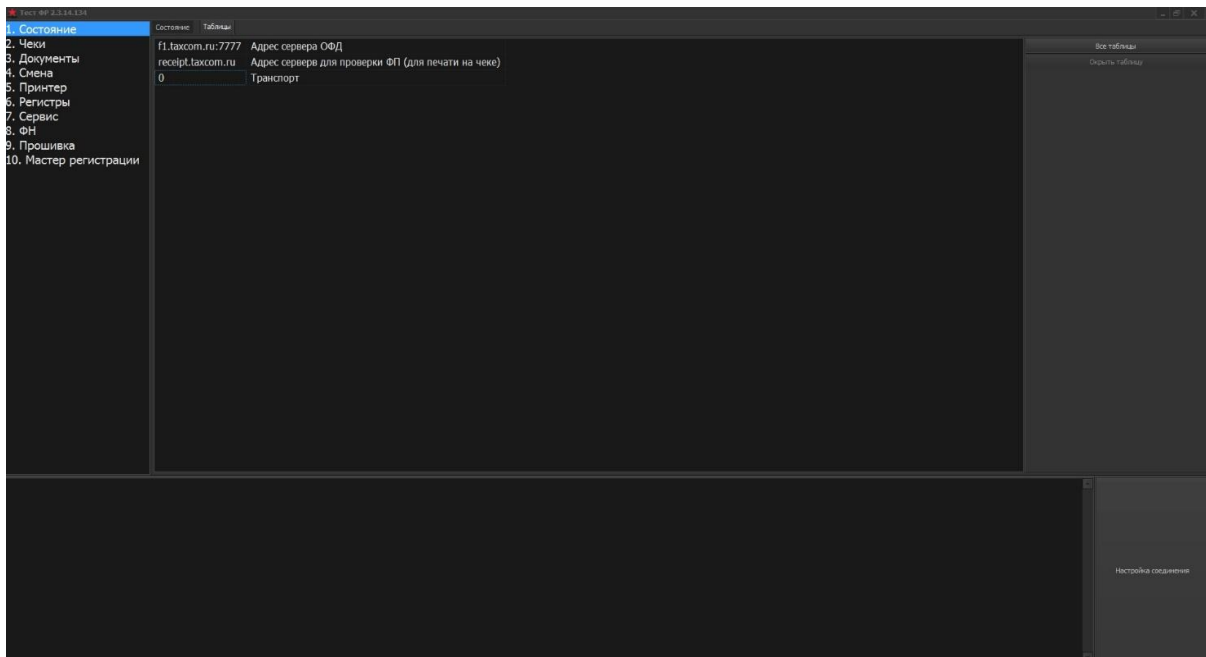 Тест ФР 2.3.14.134
1. Состояние
2. Чеки
3. Документы
4. Смена
5. Принтер
6. Регистры
7. Сервис
8. ФН
9. Прошивка
10. Мастер регистрации
Состояние Таблицы
f1.taxcom.ru:7777 Адрес сервера ОФД
receipt.taxcom.ru Адрес серверв для проверки ФП (для печати на чеке)
0 Транспорт
Все таблицы
Скрыть таблицу
Настройка соединения